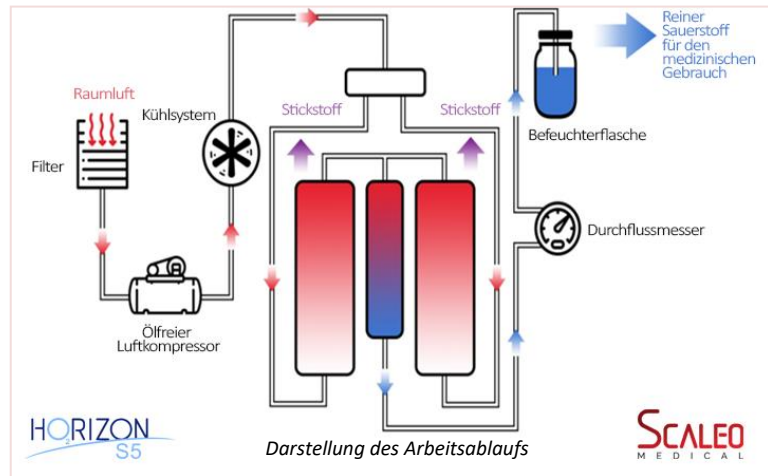 Raumluft
Filter
Kühlsystem
Ölfreier
Luftkompressor
Stickstoff
Stickstoff
Reiner
Sauerstoff
für den
medizinischen
Gebrauch
Befeuchterflasche
Durchflussmesser
HO₂RIZON
S5
Darstellung des Arbeitsablaufs
SCALEO
MEDICAL